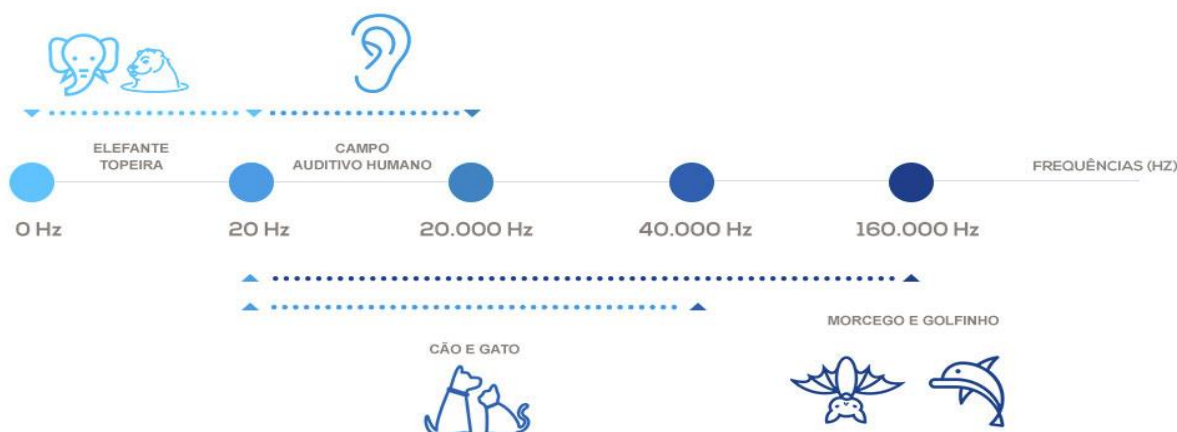 ELEFANTE
TOPEIRA
CAMPO
AUDITIVO HUMANO
FREQUÊNCIAS (HZ)
0 Hz
20 Hz
20.000 Hz
40.000 Hz
160.000 Hz
MORCEGO E GOLFINHO
CÃO E GATO